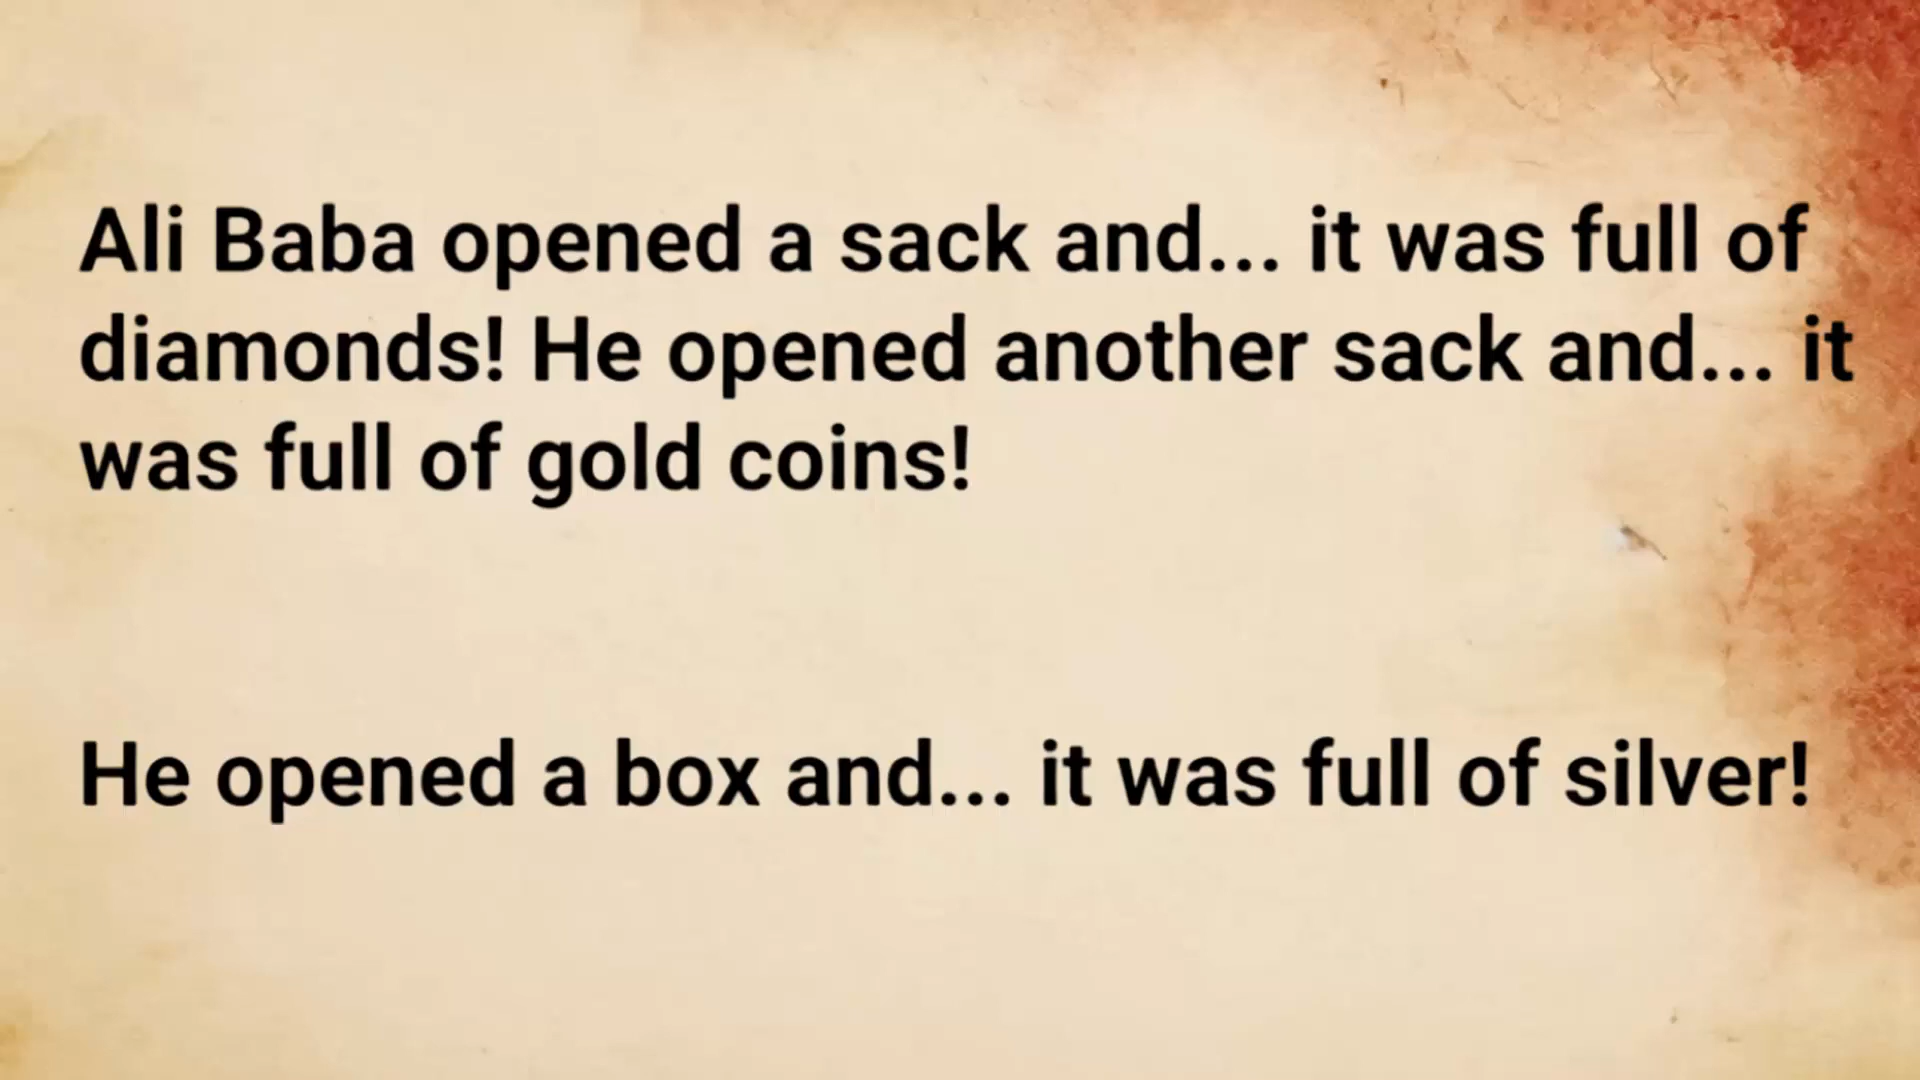 Ali Baba opened a sack and... it was full of
diamonds! He opened another sack and... it
was full of gold coins!
He opened a box and... it was full of silver!